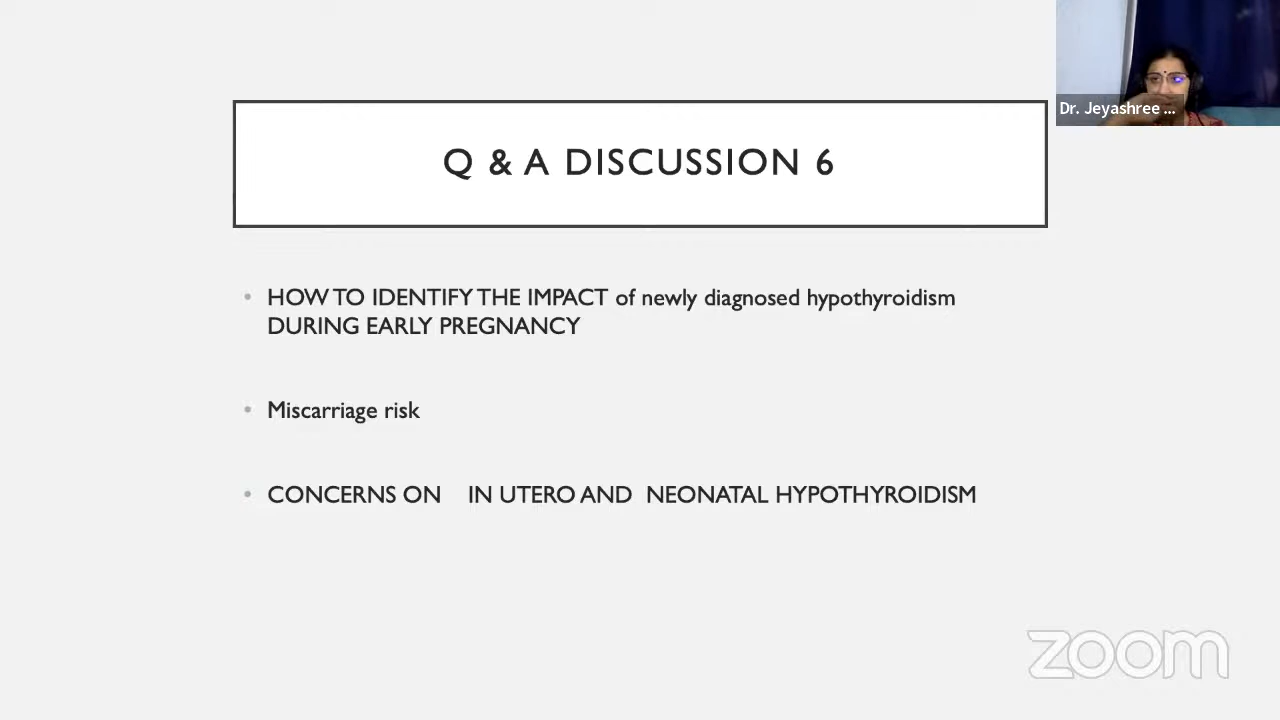 Dr. Jeyashree ...
Q & A DISCUSSION 6
• HOW TO IDENTIFY THE IMPACT of newly diagnosed hypothyroidism
DURING EARLY PREGNANCY
• Miscarriage risk
• CONCERNS ON IN UTERO AND NEONATAL HYPOTHYROIDISM
zoom